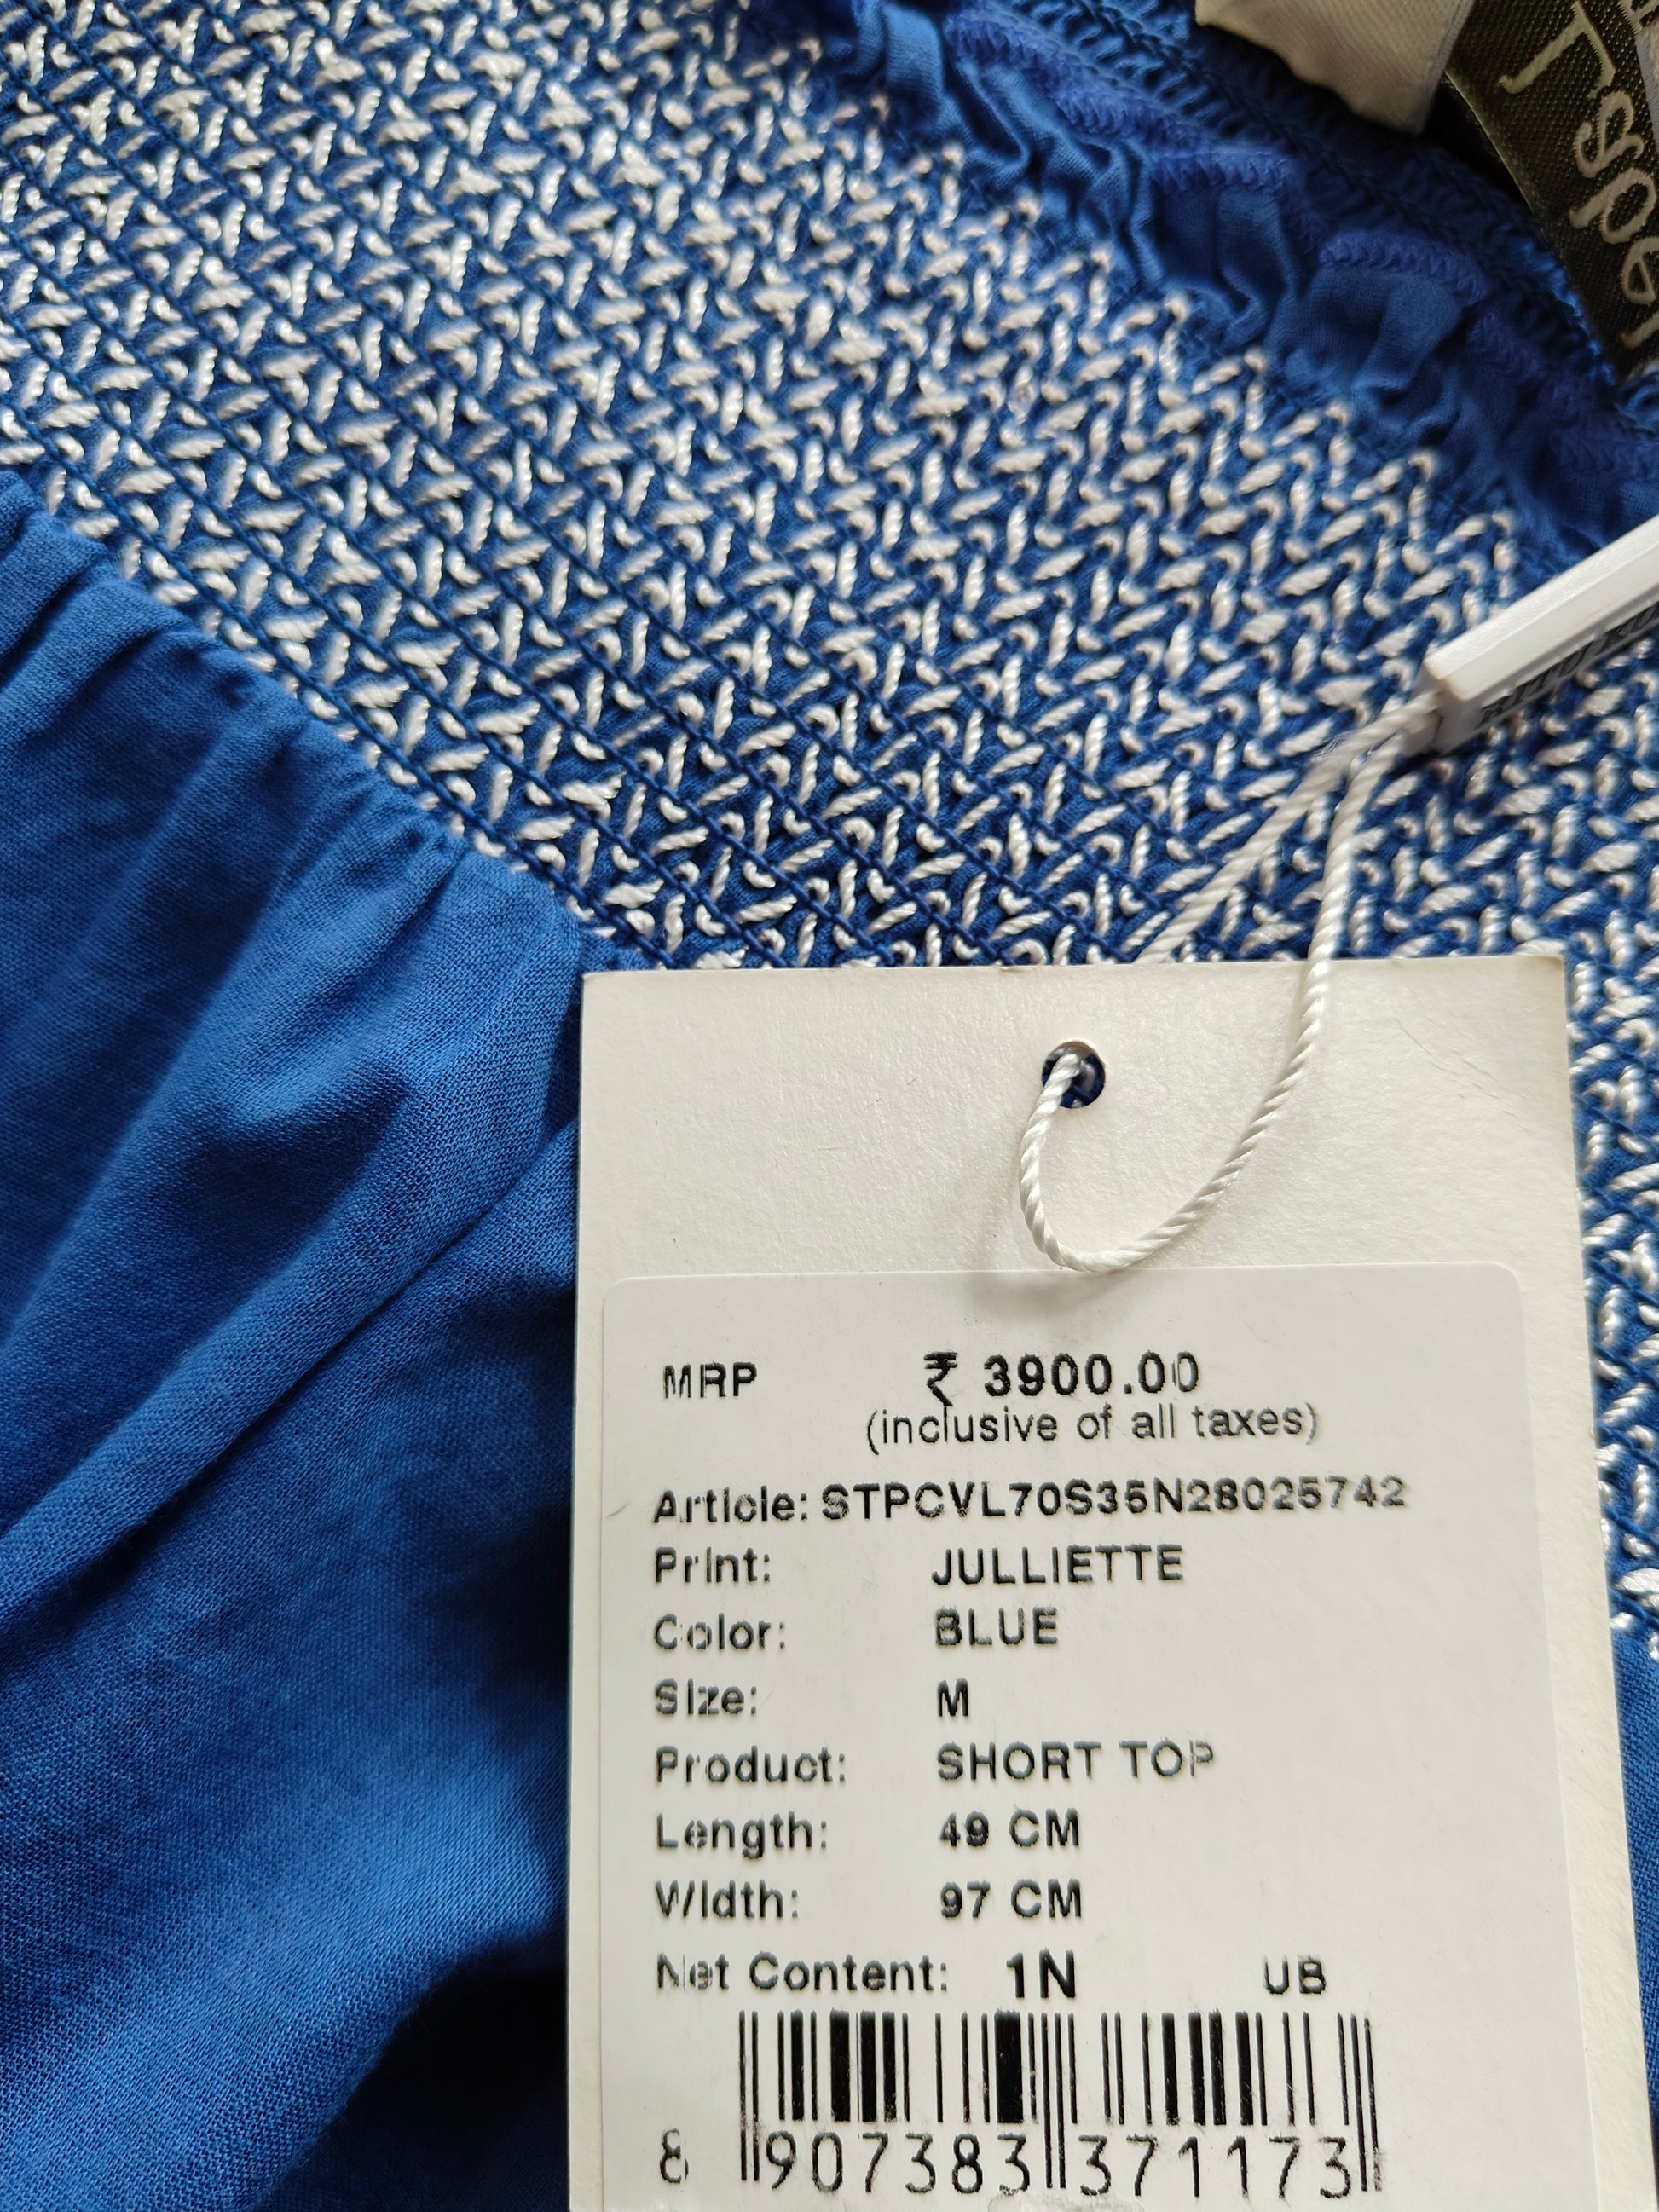 MRP ₹ 3900.00
(inclusive of all taxes)
Article: STPCVL70S35N28025742
Print: JULLIETTE
Color: BLUE
Size: M
Product: SHORT TOP
Length: 49 CM
Width: 97 CM
Net Content: 1N UB
8 907383 371173